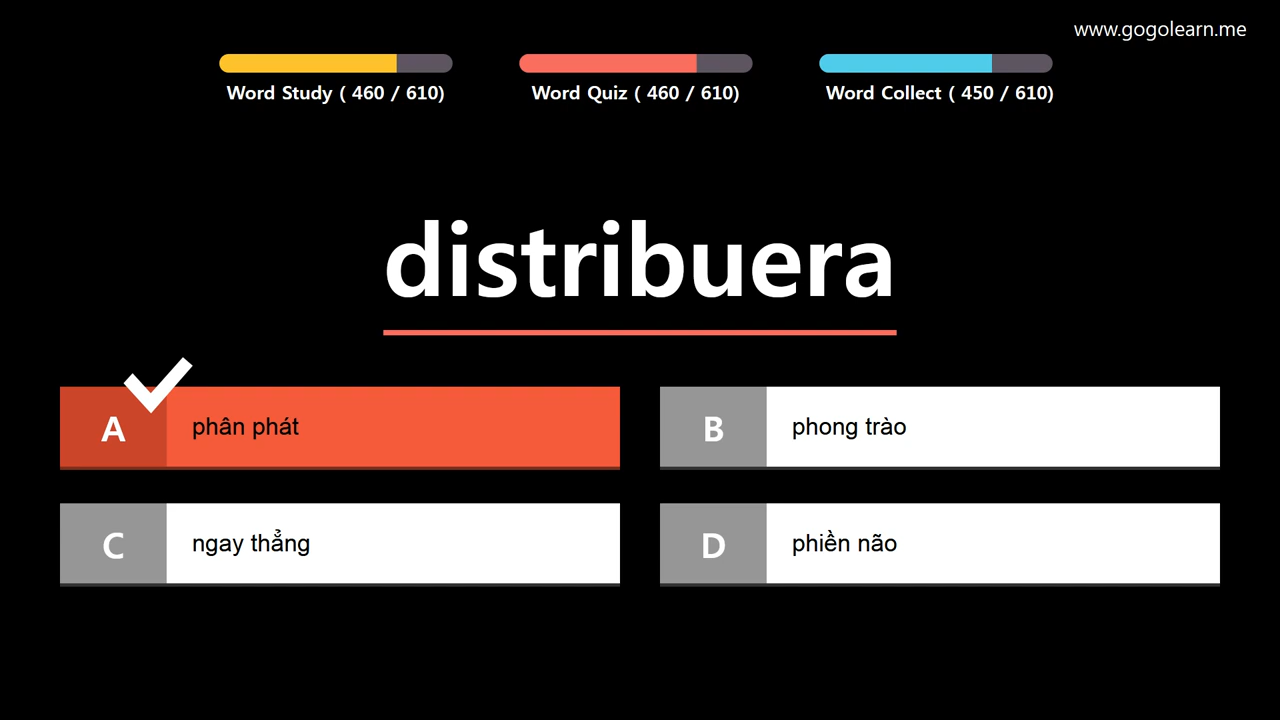 www.gogolearn.me
Word Study ( 460 / 610)
Word Quiz ( 460 / 610)
Word Collect ( 450 / 610)
distribuera
A
phân phát
B
phong trào
C
ngay thẳng
D
phiền não